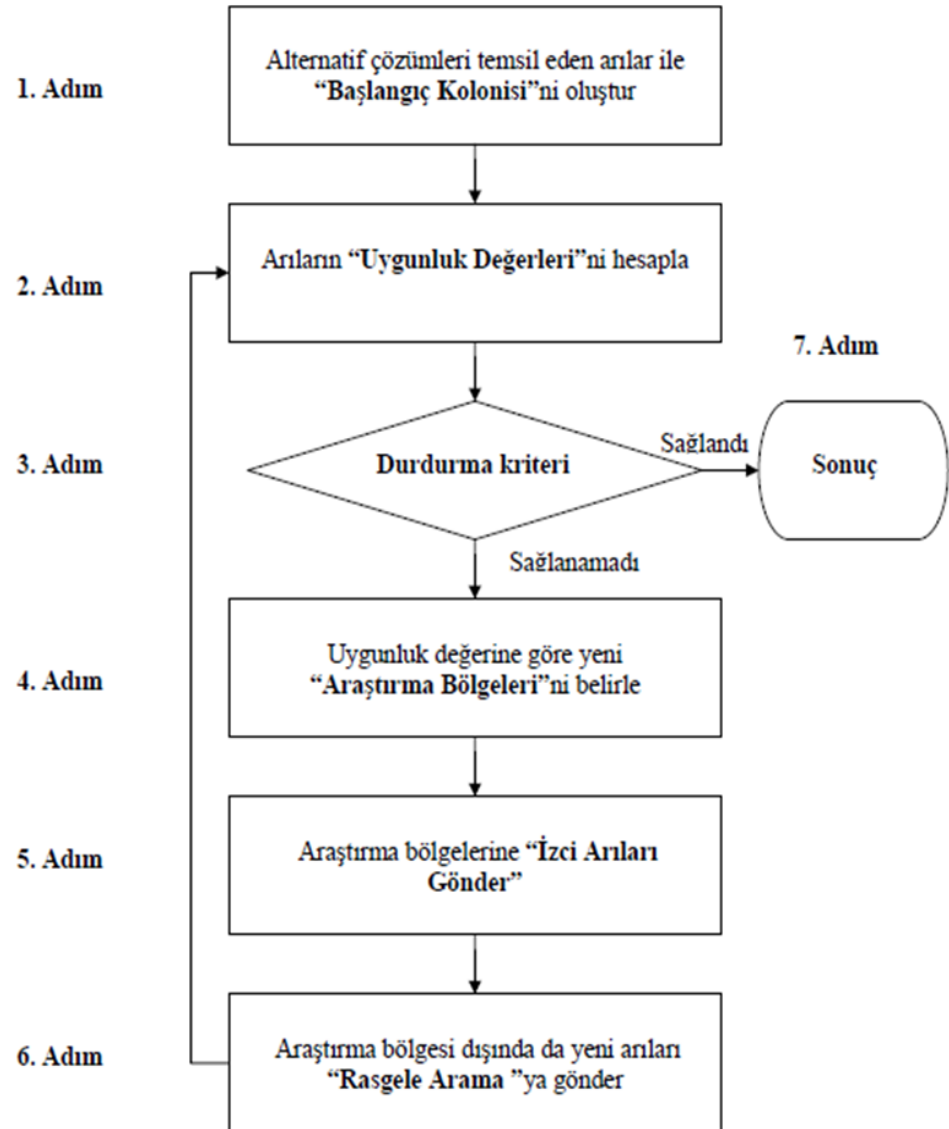 1. Adım
Alternatif çözümleri temsil eden arılar ile
“Başlangıç Kolonisi”ni oluştur
2. Adım
Arıların “Uygunluk Değerleri”ni hesapla
7. Adım
3. Adım
Durdurma kriteri
Sağlandı
Sonuç
Sağlanamadı
4. Adım
Uygunluk değerine göre yeni
“Araştırma Bölgeleri”ni belirle
5. Adım
Araştırma bölgelerine “İzci Arıları
Gönder”
6. Adım
Araştırma bölgesi dışında da yeni arıları
“Rasgele Arama ”ya gönder